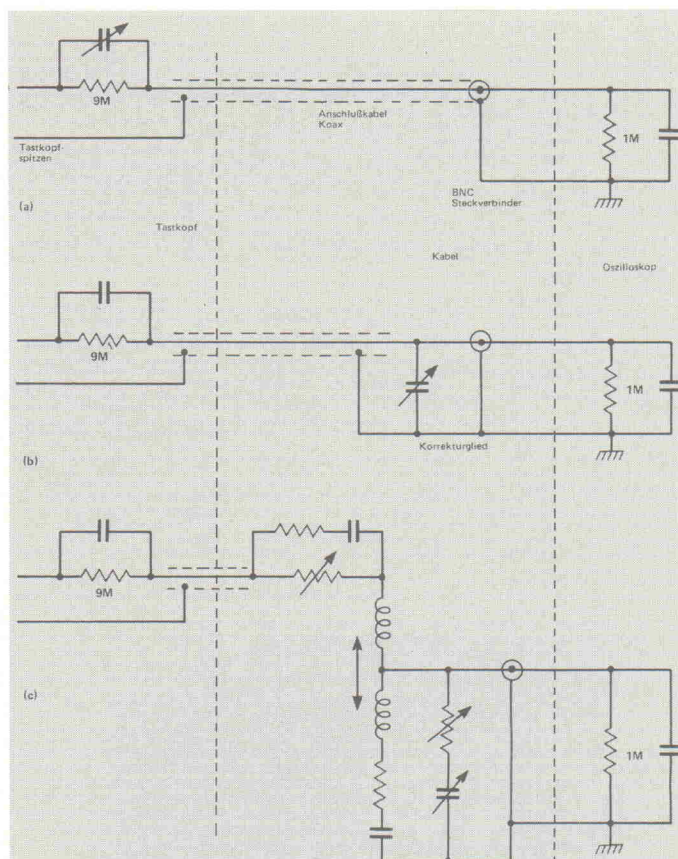 9M
Anschlußkabel
Koax
1M
Tastkopf-
spitzen
BNC
Steckverbinder
(a)
Tastkopf
Kabel
Oszilloskop
9M
1M
Korrekturglied
(b)
9M
(c)
1M